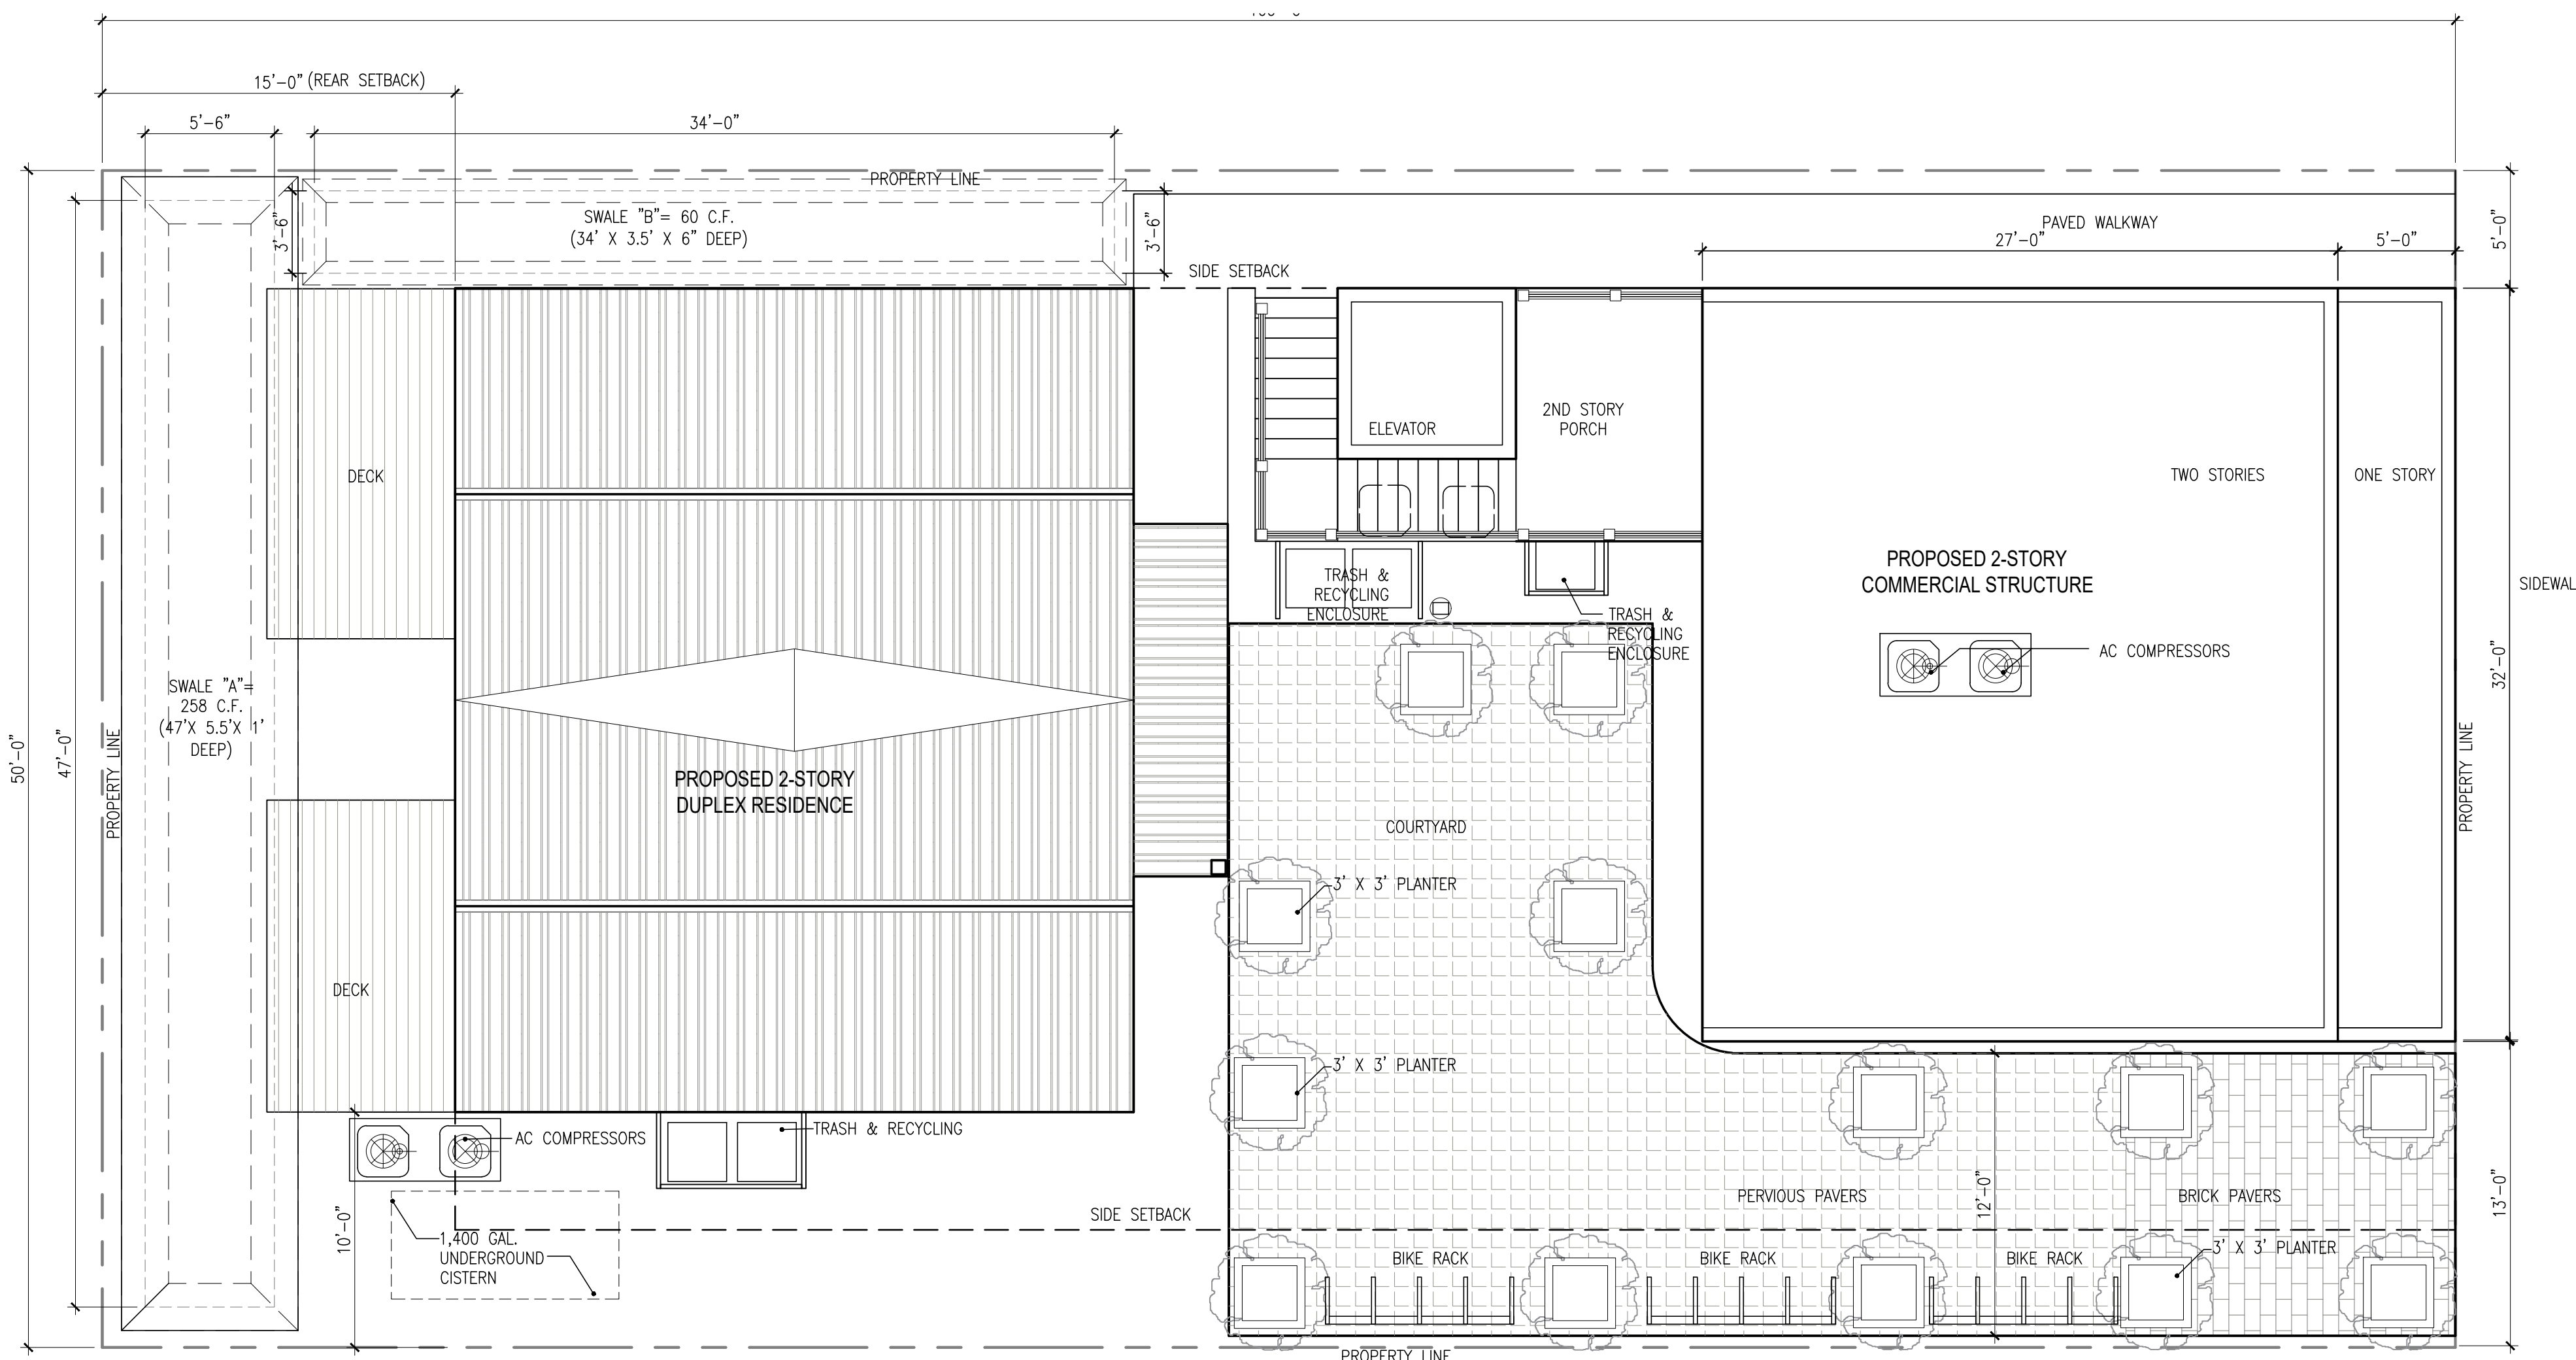 15'-0" (REAR SETBACK)
5'-6"
34'-0"
PROPERTY LINE
SWALE "B"= 60 C.F.
(34' X 3.5' X 6" DEEP)
3'-6"
3'-6"
SIDE SETBACK
PAVED WALKWAY
27'-0"
5'-0"
5'-0"
ELEVATOR
2ND STORY
PORCH
TWO STORIES
ONE STORY
DECK
PROPOSED 2-STORY
COMMERCIAL STRUCTURE
TRASH &
RECYCLING
ENCLOSURE
TRASH &
RECYCLING
ENCLOSURE
AC COMPRESSORS
SIDEWAL
32'-0"
PROPERTY LINE
SWALE "A"=
258 C.F.
(47'X 5.5'X 1'
DEEP)
50'-0"
47'-0"
PROPERTY LINE
PROPOSED 2-STORY
DUPLEX RESIDENCE
COURTYARD
3' X 3' PLANTER
DECK
3' X 3' PLANTER
AC COMPRESSORS
TRASH & RECYCLING
10'-0"
1,400 GAL.
UNDERGROUND
CISTERN
SIDE SETBACK
PERVIOUS PAVERS
12'-0"
BRICK PAVERS
13'-0"
BIKE RACK
BIKE RACK
BIKE RACK
3' X 3' PLANTER
PROPERTY LINE